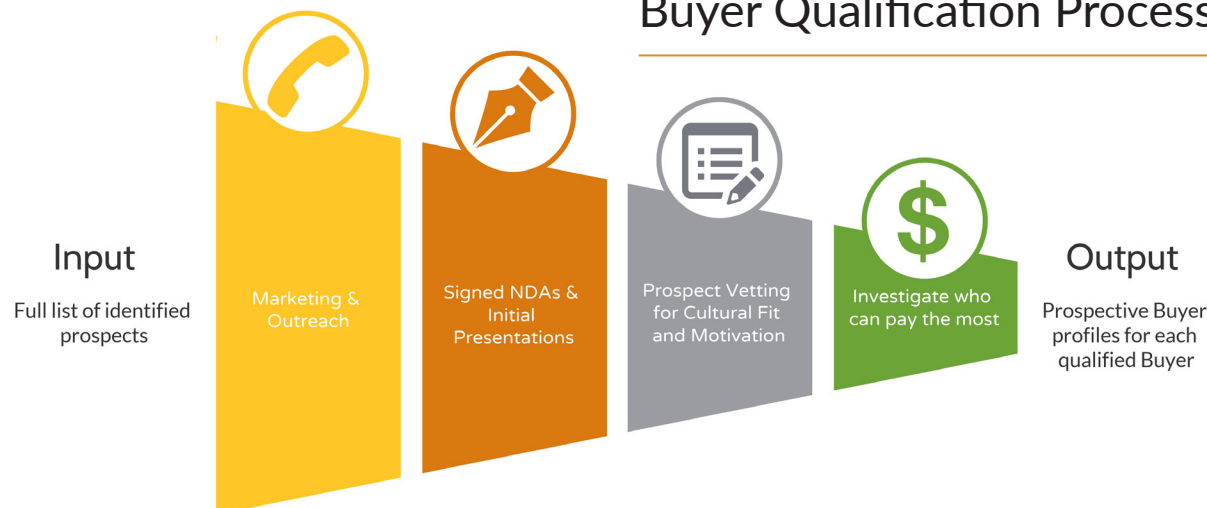 Buyer Qualification Process
Input
Full list of identified
prospects
Marketing &
Outreach
Signed NDAs &
Initial
Presentations
Prospect Vetting
for Cultural Fit
and Motivation
$
Investigate who
can pay the most
Output
Prospective Buyer
profiles for each
qualified Buyer